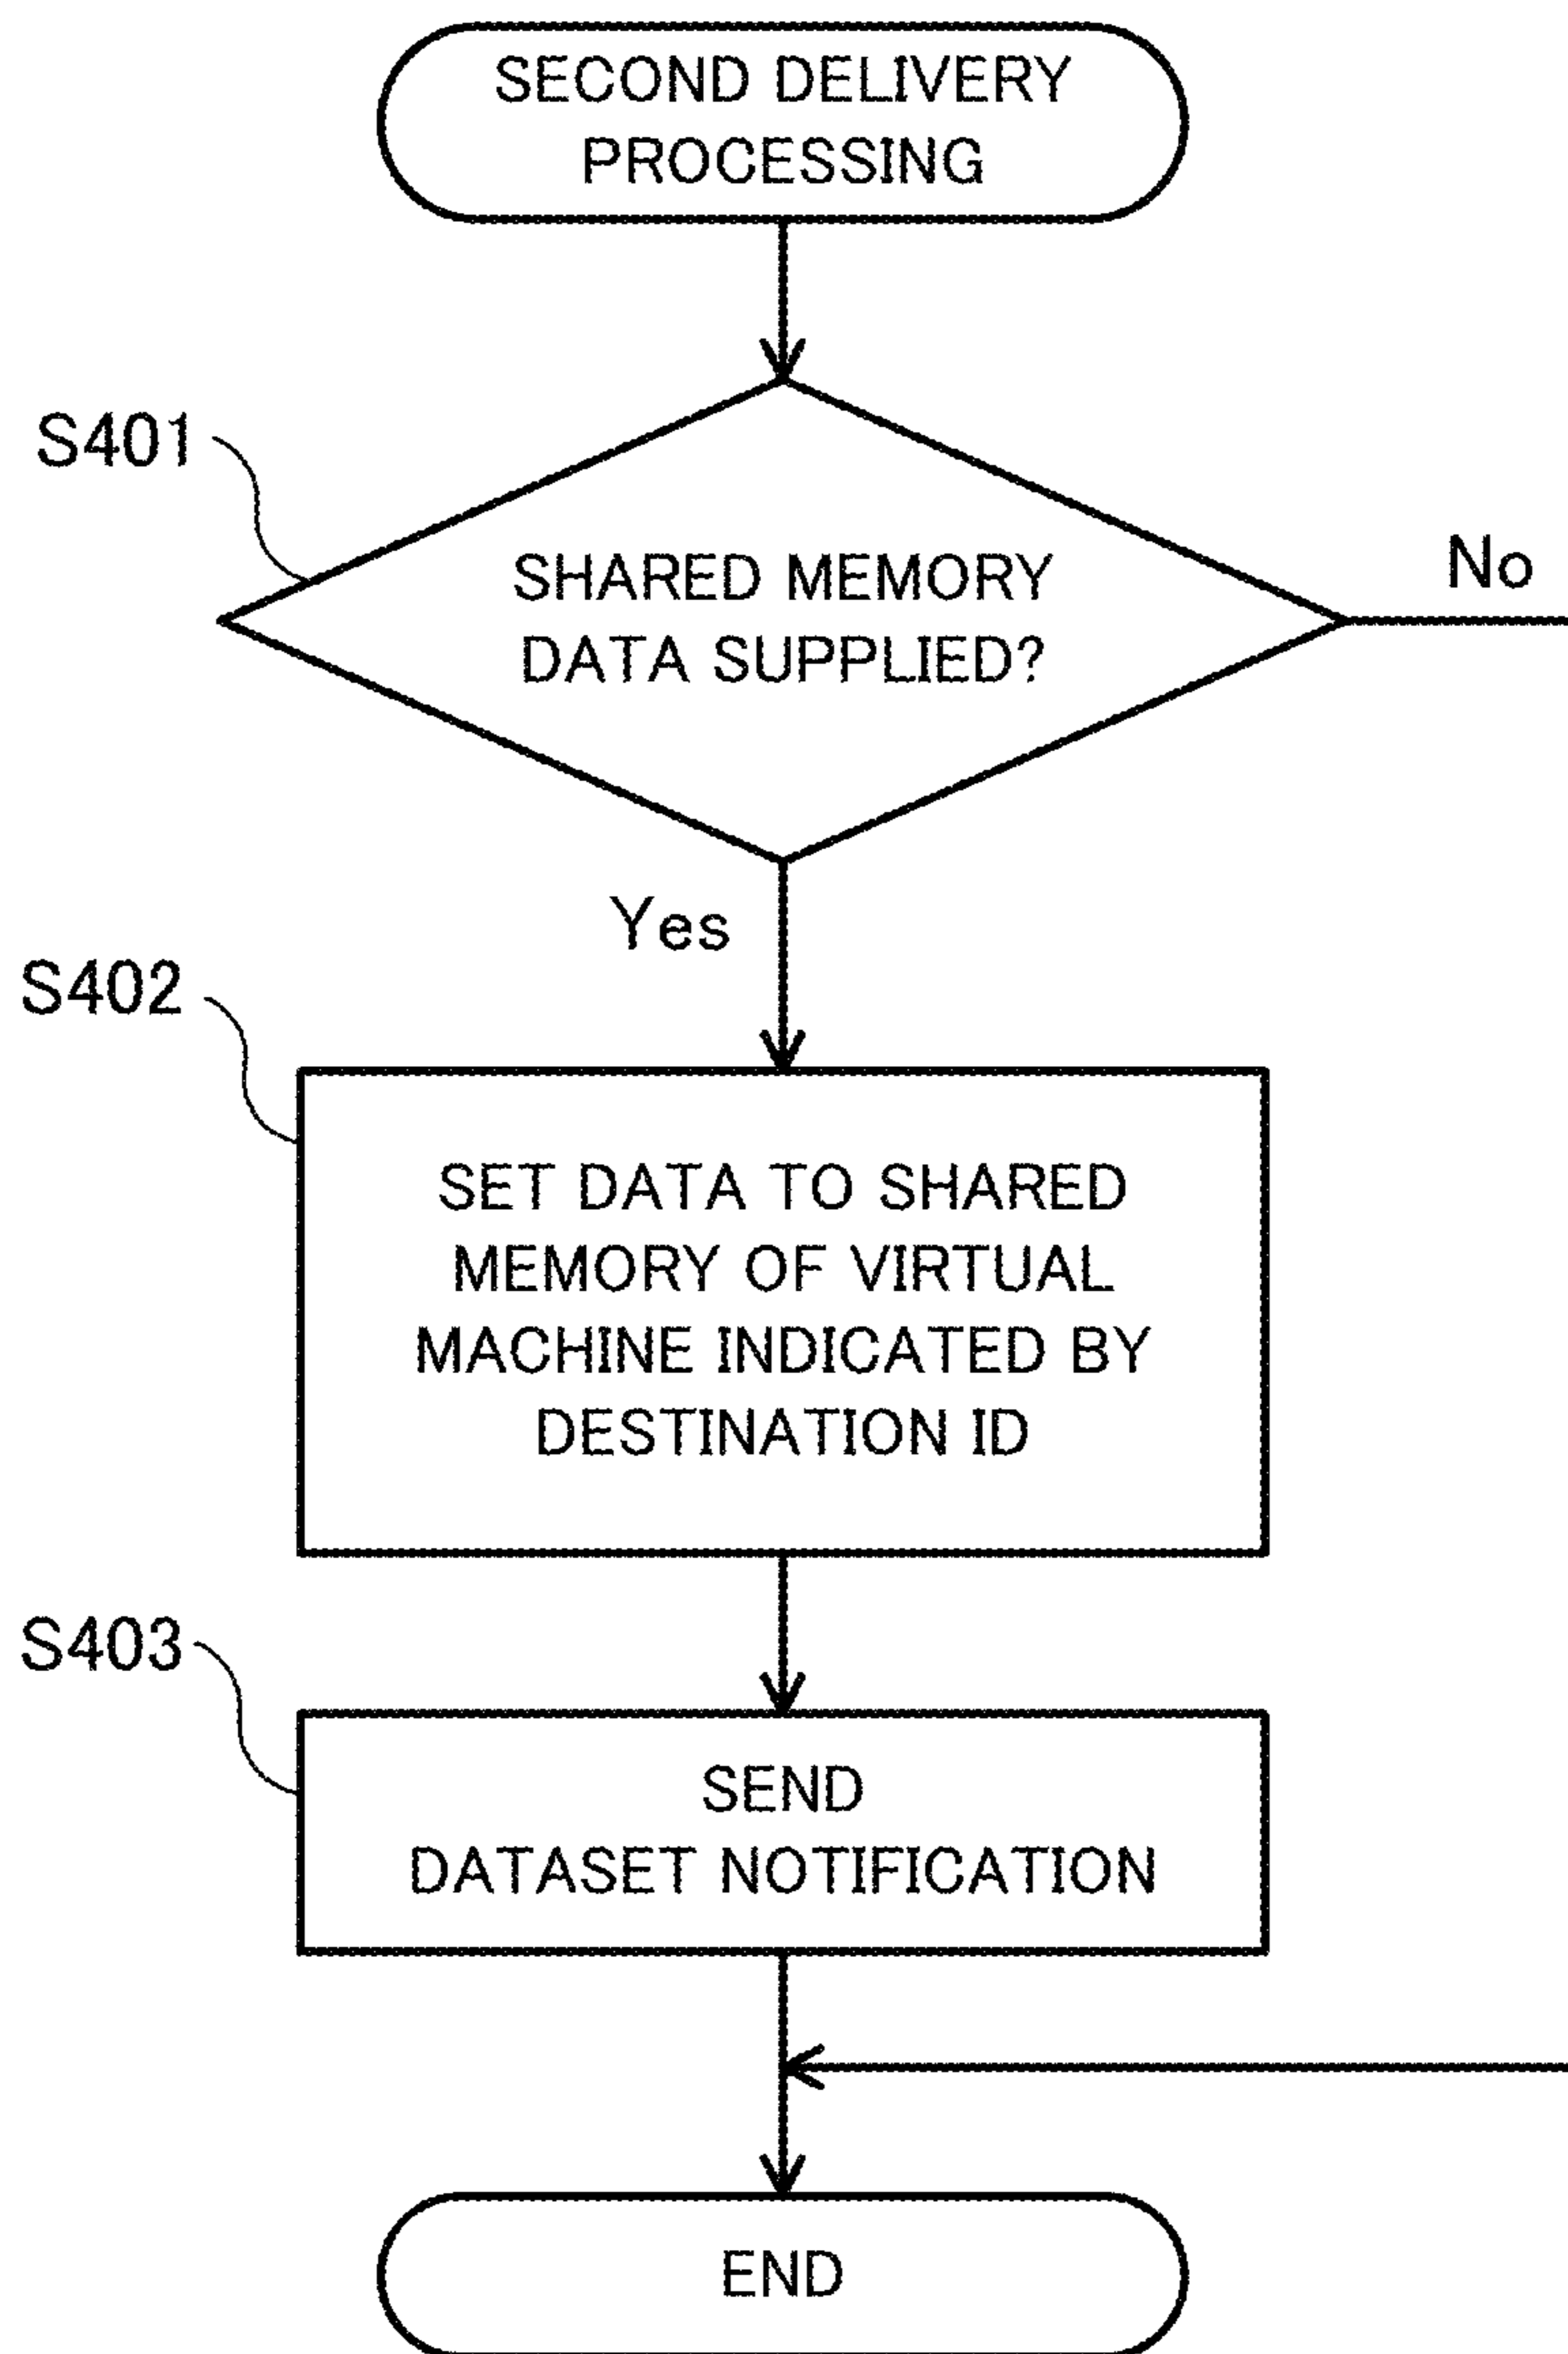 SECOND DELIVERY
PROCESSING
S401
SHARED MEMORY
DATA SUPPLIED?
No
Yes
S402
SET DATA TO SHARED
MEMORY OF VIRTUAL
MACHINE INDICATED BY
DESTINATION ID
S403
SEND
DATASET NOTIFICATION
END